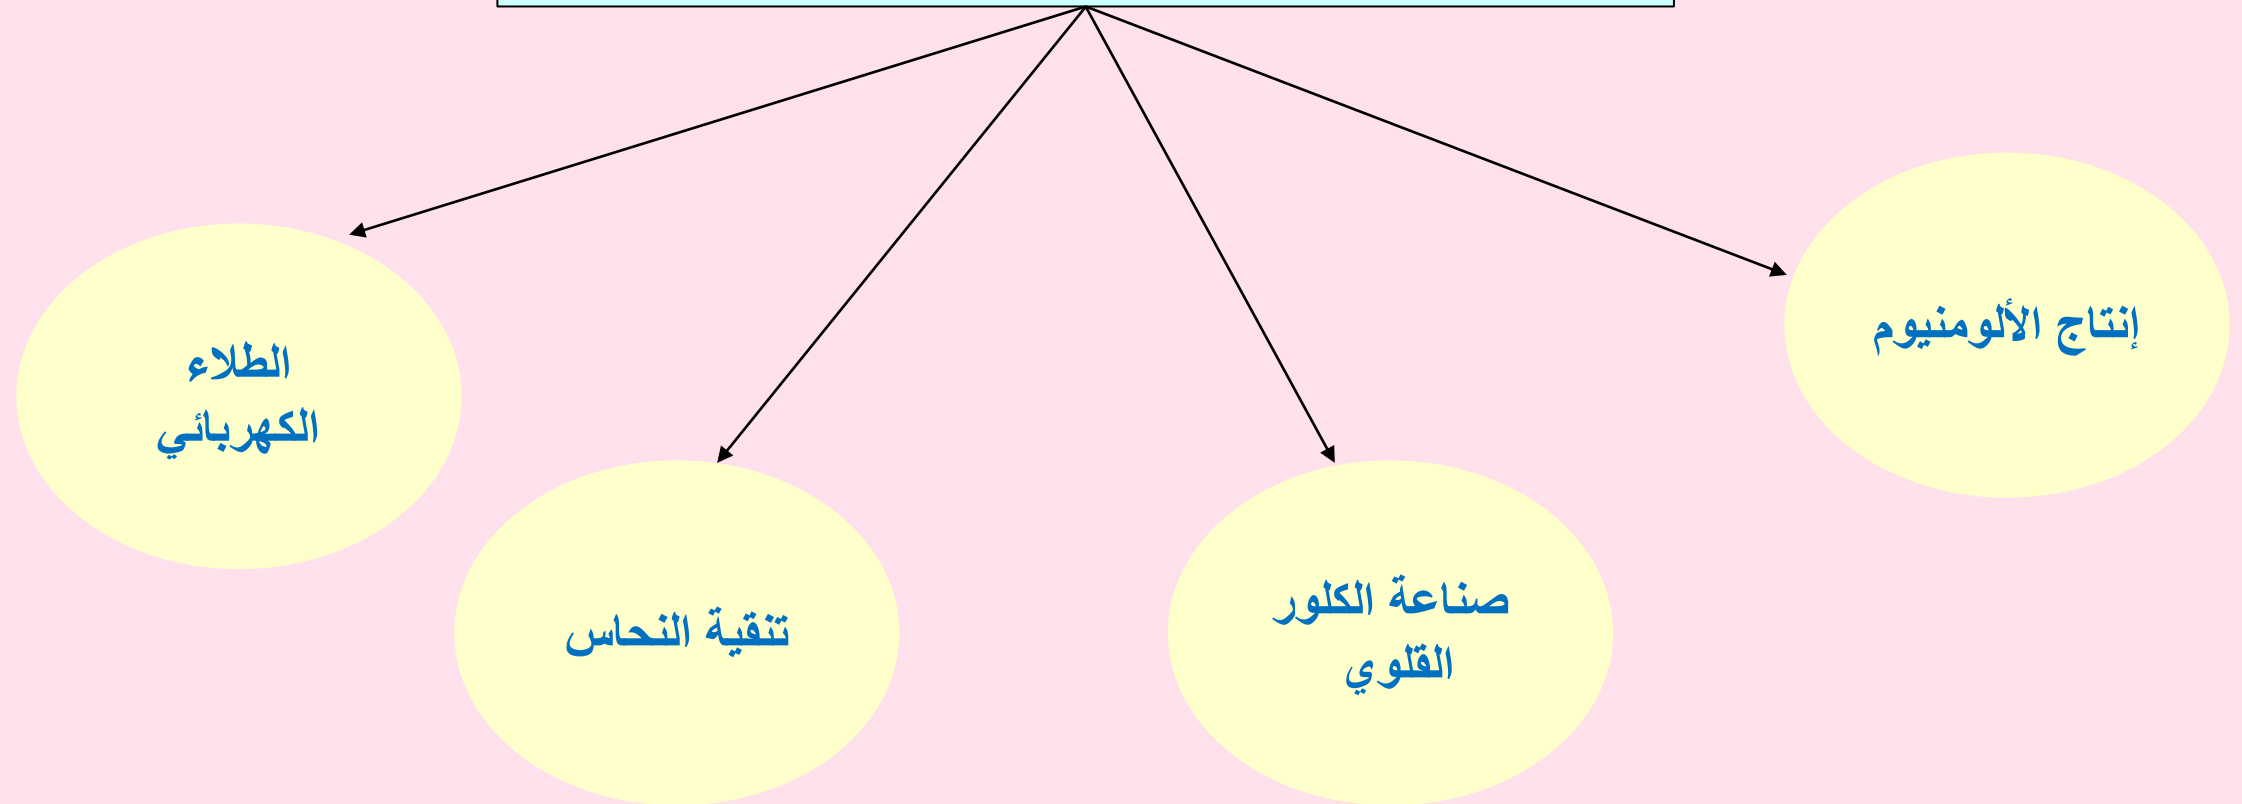 إنتاج الألومنيوم
صناعة الكلور
القلوي
تنقية النحاس
الطلاء
الكهربائي